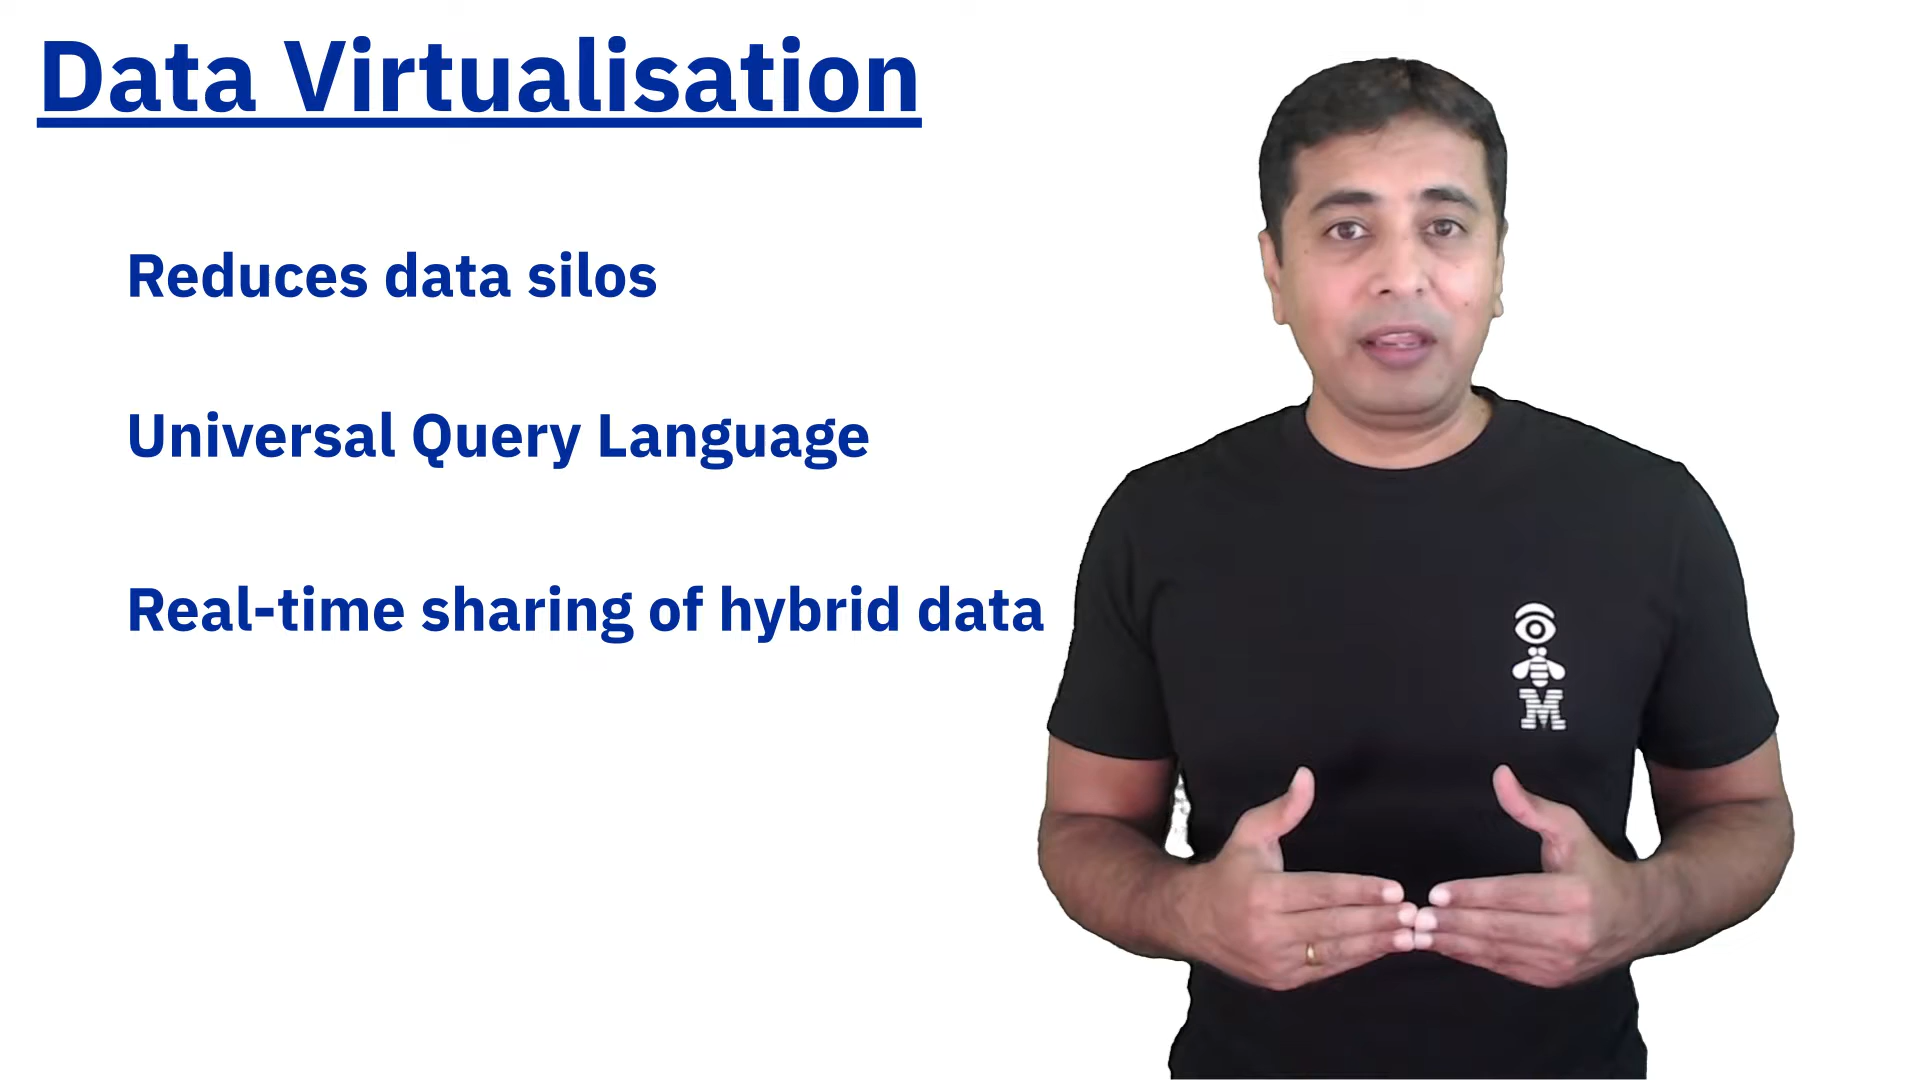 Data Virtualisation
Reduces data silos
Universal Query Language
Real-time sharing of hybrid data
M